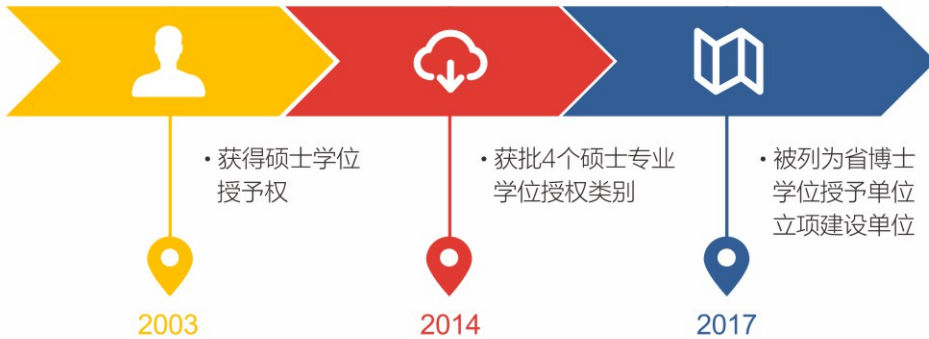 • 获得硕士学位
授予权
• 获批4个硕士专业
学位授权类别
• 被列为省博士
学位授予单位
立项建设单位
2003
2014
2017